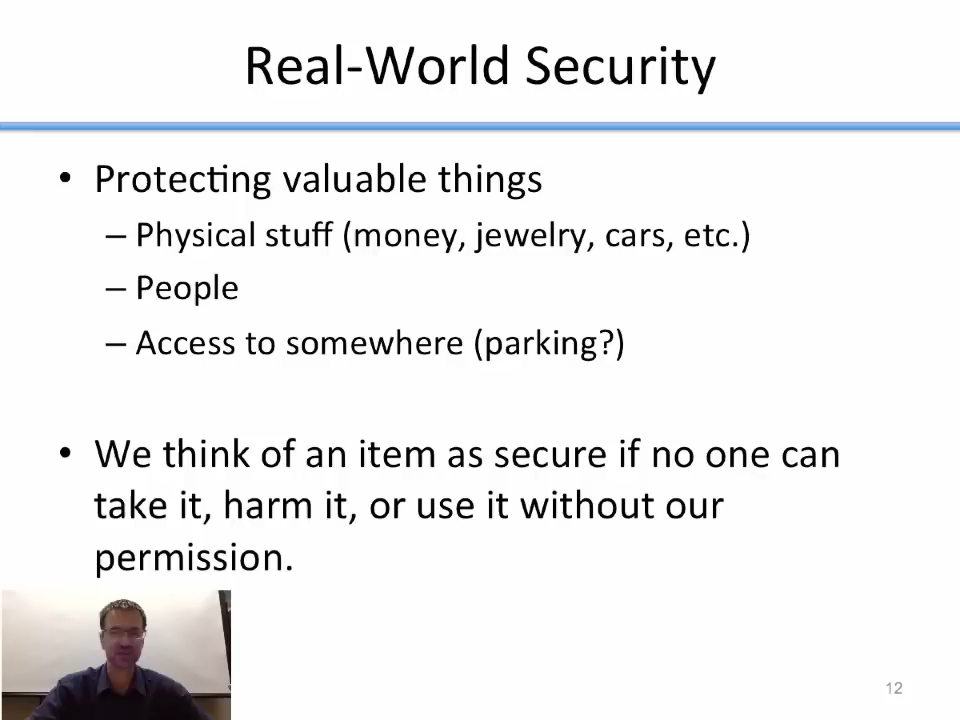 Real-World Security
• Protecting valuable things
– Physical stuff (money, jewelry, cars, etc.)
– People
– Access to somewhere (parking?)
• We think of an item as secure if no one can
take it, harm it, or use it without our
permission.
12